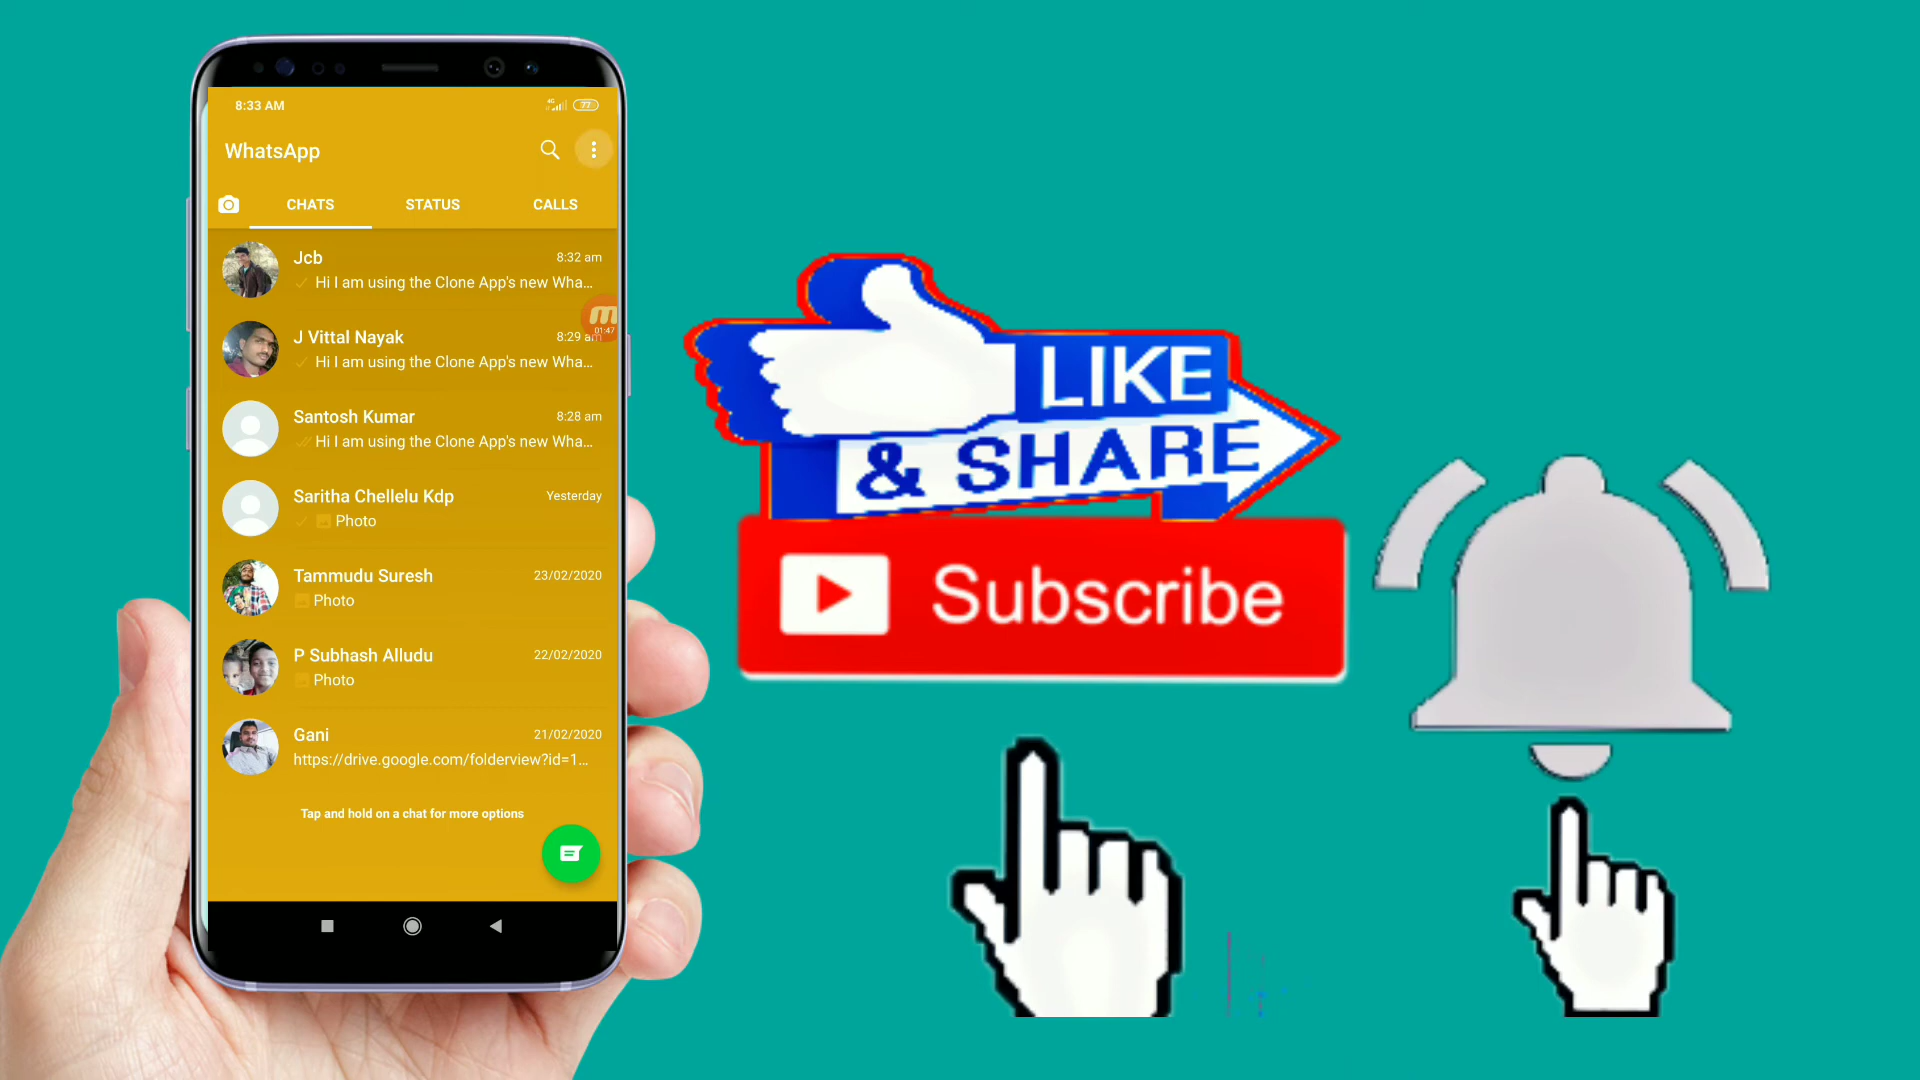 8:33 AM
4G
77
WhatsApp
CHATS STATUS CALLS
Jcb 8:32 am
Hi I am using the Clone App's new Wha...
J Vittal Nayak 8:29 am
01:47
Hi I am using the Clone App's new Wha...
Santosh Kumar 8:28 am
Hi I am using the Clone App's new Wha...
Saritha Chellelu Kdp Yesterday
Photo
Tammudu Suresh 23/02/2020
Photo
P Subhash Alludu 22/02/2020
Photo
Gani 21/02/2020
https://drive.google.com/folderview?id=1...
Tap and hold on a chat for more options
LIKE
& SHARE
Subscribe